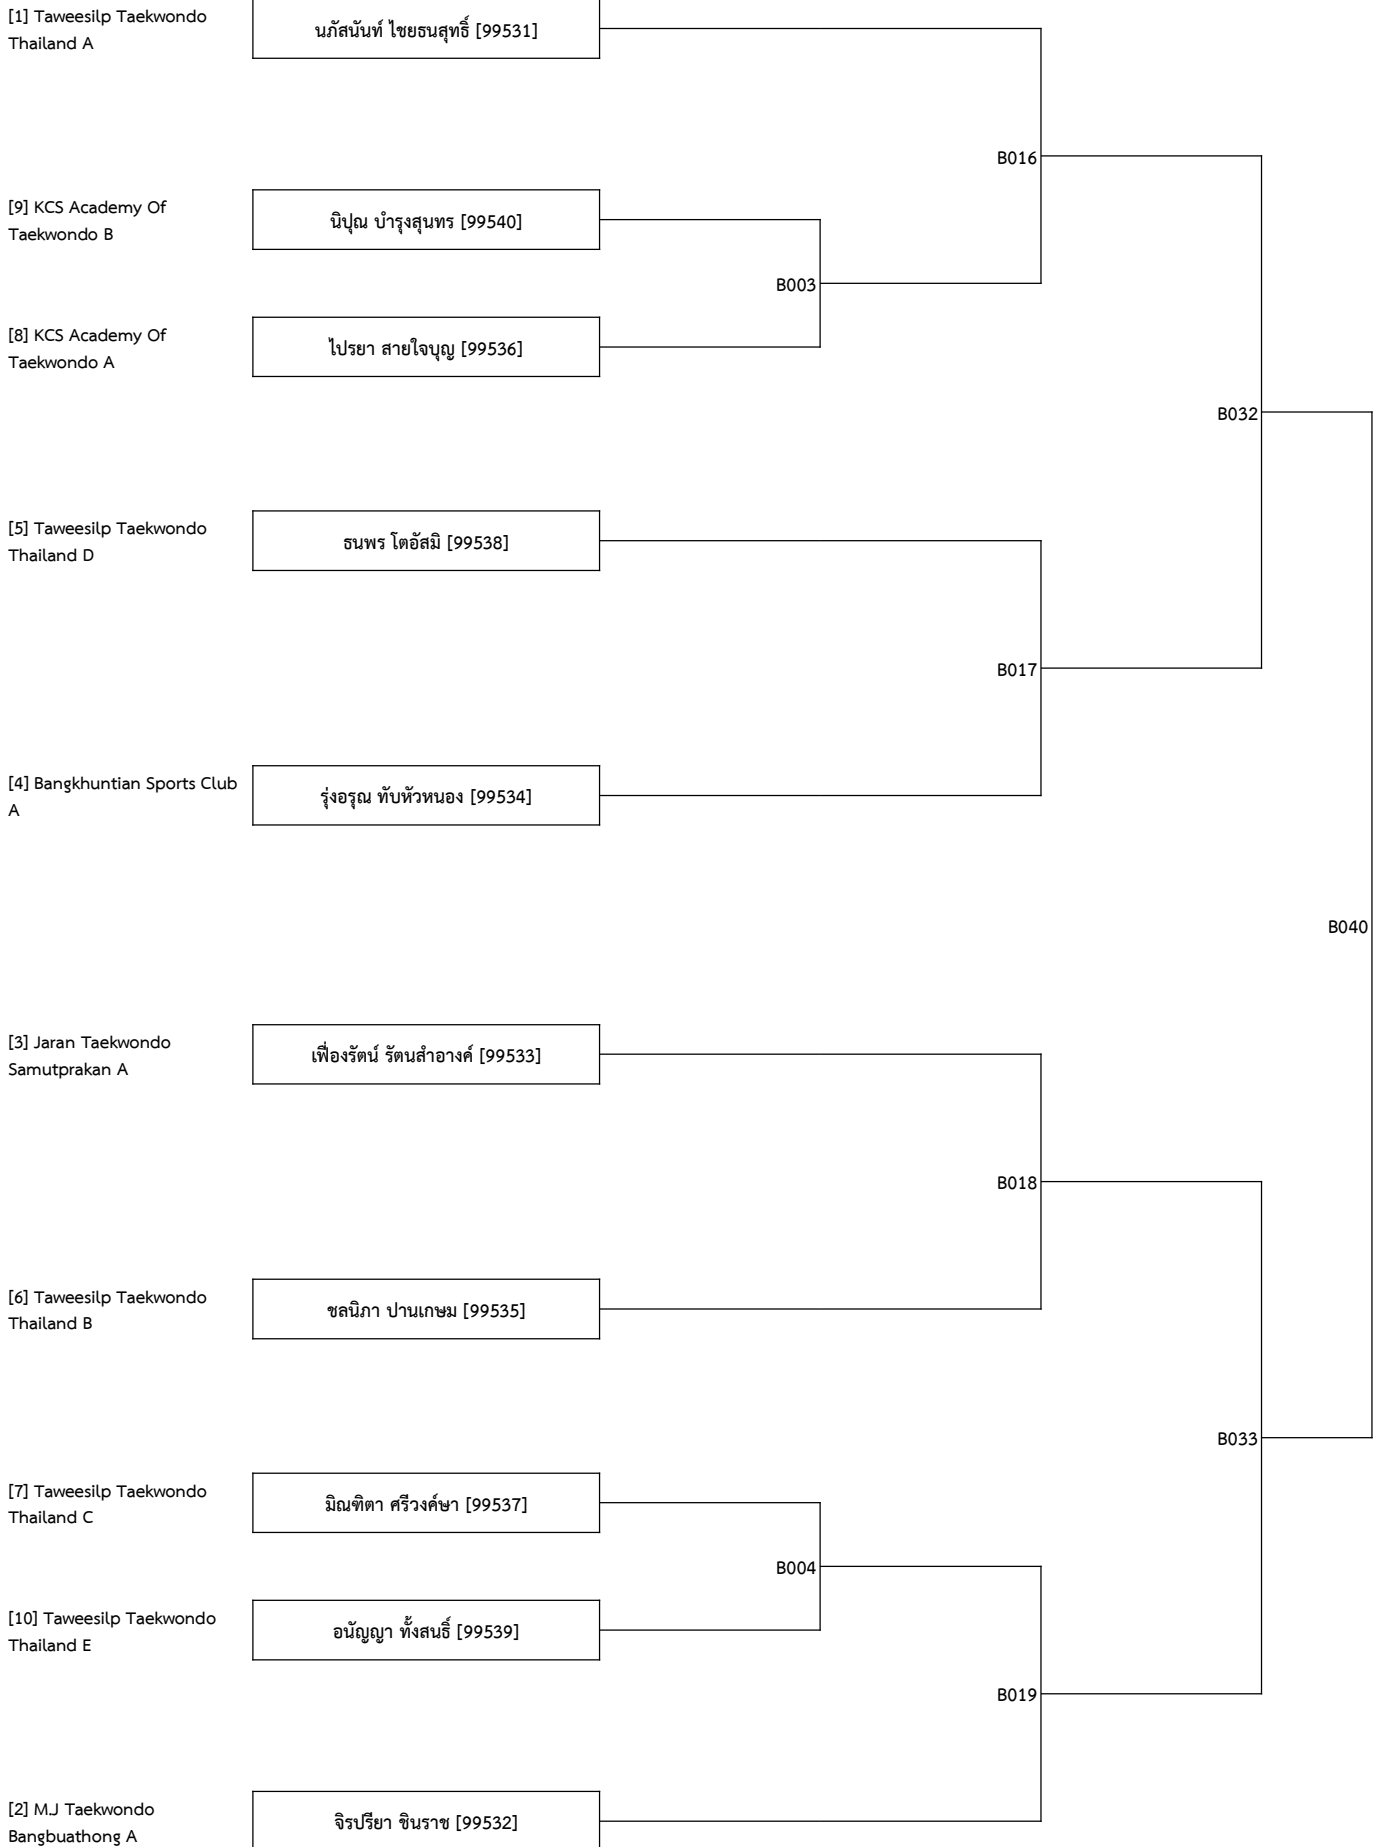 [1] Taweesilp Taekwondo
Thailand A
นภัสนันท์ ไชยธนสุทธิ์ [99531]
B016
[9] KCS Academy Of
Taekwondo B
นิปุณ บำรุงสุนทร [99540]
B003
[8] KCS Academy Of
Taekwondo A
ไปรยา สายใจบุญ [99536]
B032
[5] Taweesilp Taekwondo
Thailand D
ธนพร โตอัสมิ [99538]
B017
[4] Bangkhuntian Sports Club
A
รุ่งอรุณ ทับหัวหนอง [99534]
B040
[3] Jaran Taekwondo
Samutprakan A
เฟื่องรัตน์ รัตนสำอางค์ [99533]
B018
[6] Taweesilp Taekwondo
Thailand B
ชลนิภา ปานเกษม [99535]
B033
[7] Taweesilp Taekwondo
Thailand C
มิณฑิตา ศรีวงค์ษา [99537]
B004
[10] Taweesilp Taekwondo
Thailand E
อนัญญา ทั้งสนธิ์ [99539]
B019
[2] M.J Taekwondo
Bangbuathong A
จิรปรียา ชินราช [99532]